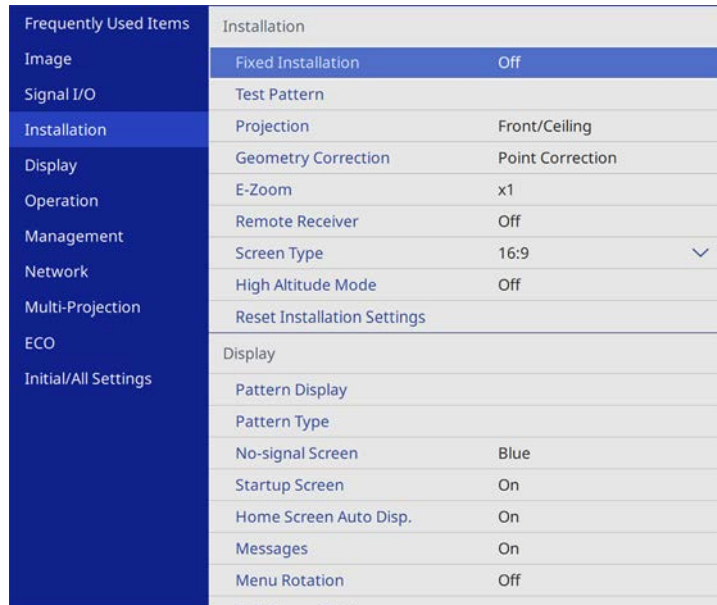 Frequently Used Items
Image
Signal I/O
Installation
Display
Operation
Management
Network
Multi-Projection
ECO
Initial/All Settings
Installation
Fixed Installation Off
Test Pattern
Projection Front/Ceiling
Geometry Correction Point Correction
E-Zoom x1
Remote Receiver Off
Screen Type 16:9
High Altitude Mode Off
Reset Installation Settings
Display
Pattern Display
Pattern Type
No-signal Screen Blue
Startup Screen On
Home Screen Auto Disp. On
Messages On
Menu Rotation Off